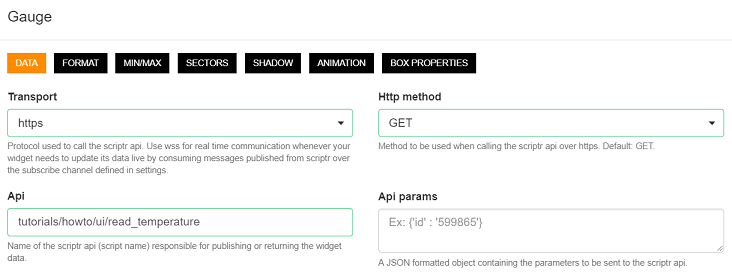 Gauge
DATA FORMAT MIN/MAX SECTORS SHADOW ANIMATION BOX PROPERTIES
Transport
https
Protocol used to call the scriptr api. Use wss for real time communication whenever your
widget needs to update its data live by consuming messages published from scriptr over
the subscribe channel defined in settings.
Http method
GET
Method to be used when calling the scriptr api over https. Default: GET.
Api
tutorials/howto/ui/read_temperature
Name of the scriptr api (script name) responsible for publishing or returning the widget
data.
Api params
Ex: {'id' : '599865'}
A JSON formatted object containing the parameters to be sent to the scriptr api.